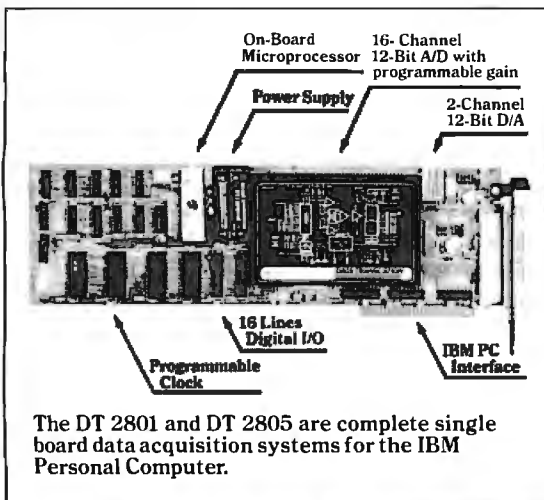 On-Board
Microprocessor
16- Channel
12-Bit A/D with
programmable gain
Power Supply
2-Channel
12-Bit D/A
16 Lines
Digital I/O
Programmable
Clock
IBM PC
Interface
The DT 2801 and DT 2805 are complete single
board data acquisition systems for the IBM
Personal Computer.